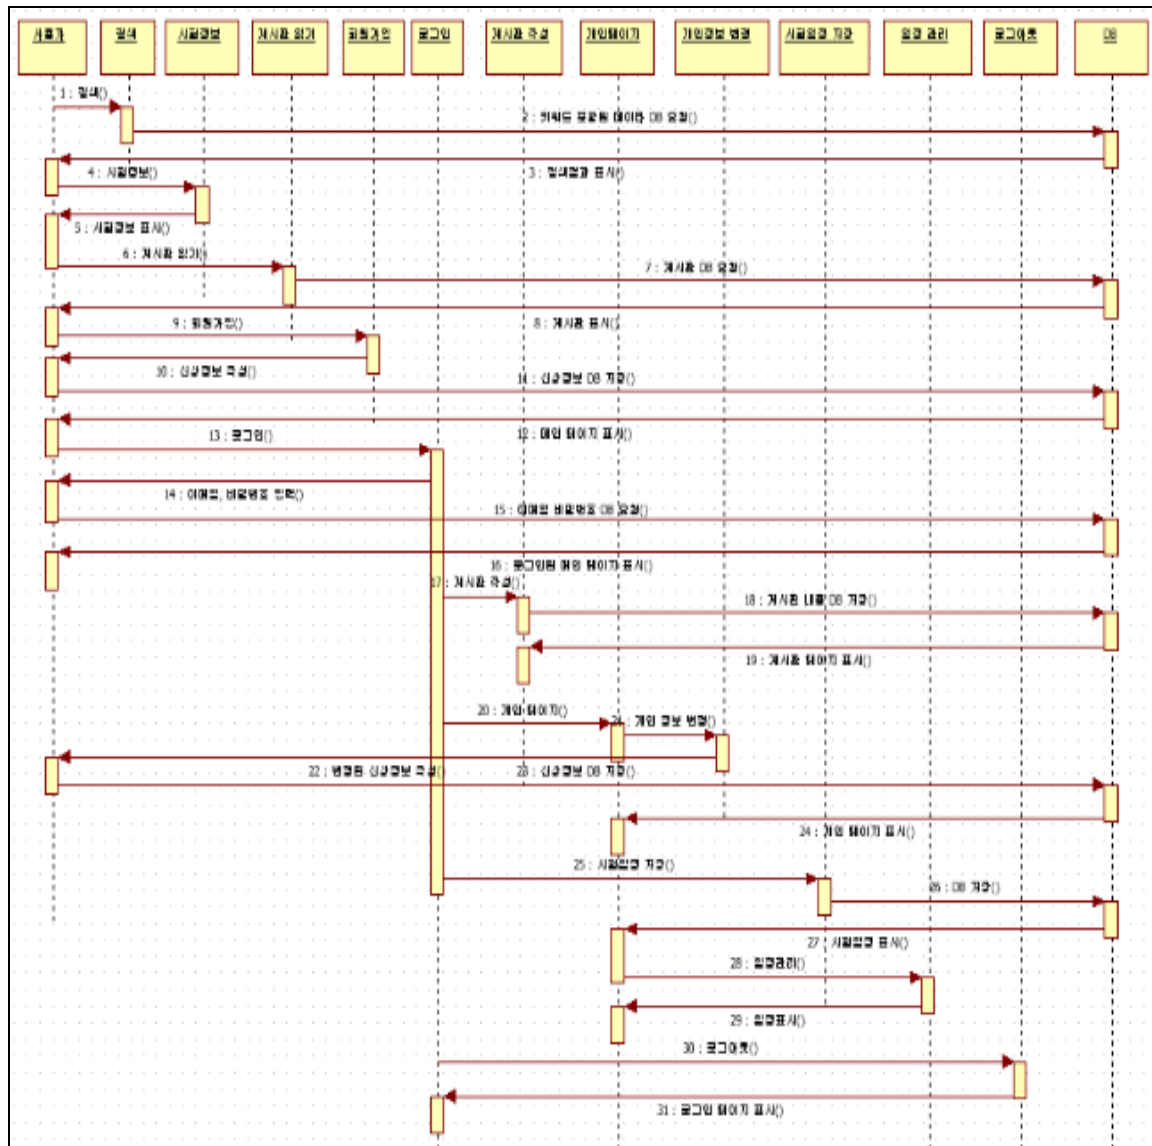 검색
시험정보
게시판 읽기
회원가입
로그인
게시판 작성
개인페이지
개인정보 변경
시험일정 저장
일정 관리
로그아웃
DB
1 : 검색()
2 : 키워드 포함된 데이타 DB 요청()
3 : 검색결과 표시()
4 : 시험정보()
5 : 시험정보 표시()
6 : 게시판 읽기()
7 : 게시판 DB 요청()
8 : 게시판 표시()
9 : 회원가입()
10 : 신상정보 작성()
11 : 신상정보 DB 저장()
12 : 메인 페이지 표시()
13 : 로그인()
14 : 이메일, 비밀번호 입력()
15 : 이메일 비밀번호 DB 요청()
16 : 로그인된 메인 페이지 표시()
17 : 게시판 작성()
18 : 게시판 내용 DB 저장()
19 : 게시판 페이지 표시()
20 : 개인 페이지()
21 : 개인 정보 변경()
22 : 변경된 신상정보 작성()
23 : 신상정보 DB 저장()
24 : 개인 페이지 표시()
25 : 시험일정 저장()
26 : DB 저장()
27 : 시험일정 표시()
28 : 일정관리()
29 : 일정표시()
30 : 로그아웃()
31 : 로그인 페이지 표시()